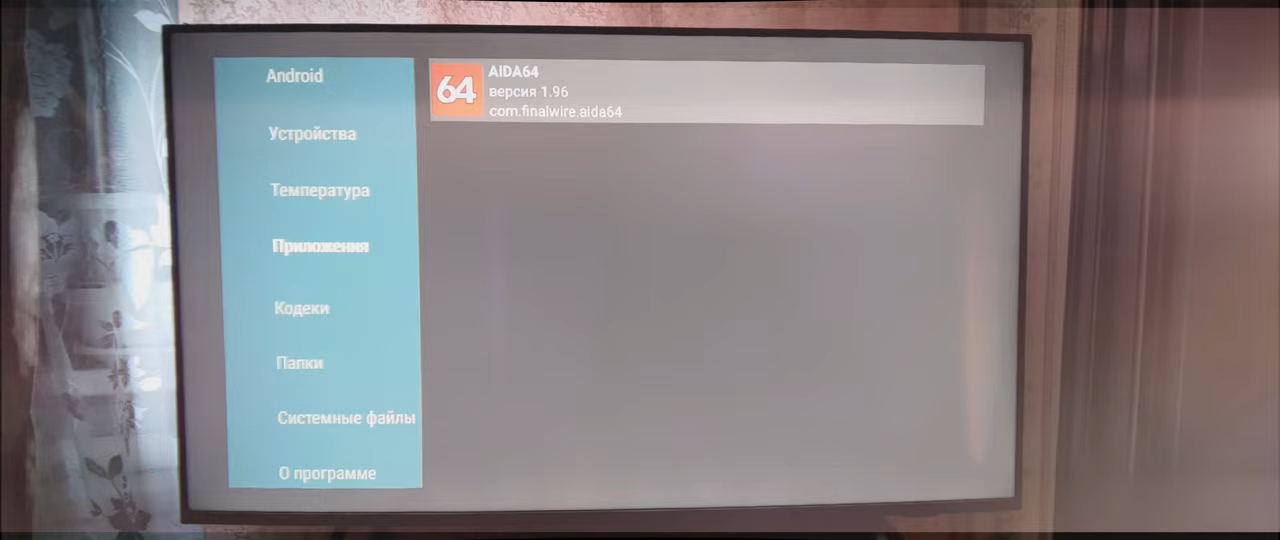 Android
Устройства
Температура
Приложения
Кодеки
Папки
Системные файлы
О программе
64
AIDA64
версия 1.96
com.finalwire.aida64